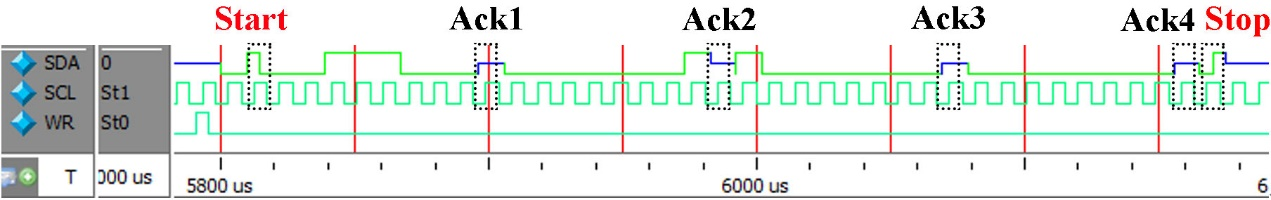 Start Ack1 Ack2 Ack3 Ack4 Stop
SDA 0
SCL St1
WR St0
T 000 us 5800 us 6000 us 6